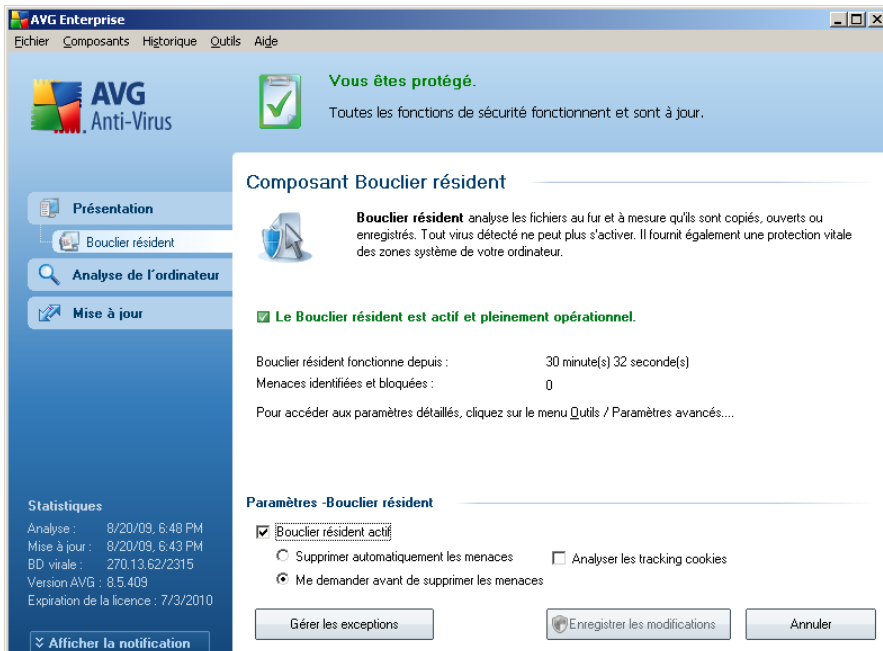 AVG Enterprise
Fichier Composants Historique Outils Aide
AVG
Anti-Virus
Vous êtes protégé.
Toutes les fonctions de sécurité fonctionnent et sont à jour.
Présentation
Bouclier résident
Analyse de l'ordinateur
Mise à jour
Composant Bouclier résident
Bouclier résident analyse les fichiers au fur et à mesure qu'ils sont copiés, ouverts ou
enregistrés. Tout virus détecté ne peut plus s'activer. Il fournit également une protection vitale
des zones système de votre ordinateur.
Le Bouclier résident est actif et pleinement opérationnel.
Bouclier résident fonctionne depuis : 30 minute(s) 32 seconde(s)
Menaces identifiées et bloquées : 0
Pour accéder aux paramètres détaillés, cliquez sur le menu Outils / Paramètres avancés....
Paramètres -Bouclier résident
Bouclier résident actif
Supprimer automatiquement les menaces
Analyser les tracking cookies
Me demander avant de supprimer les menaces
Gérer les exceptions
Enregistrer les modifications
Annuler
Statistiques
Analyse : 8/20/09, 6:48 PM
Mise à jour : 8/20/09, 6:43 PM
BD virale : 270.13.62/2315
Version AVG : 8.5.409
Expiration de la licence : 7/3/2010
Afficher la notification